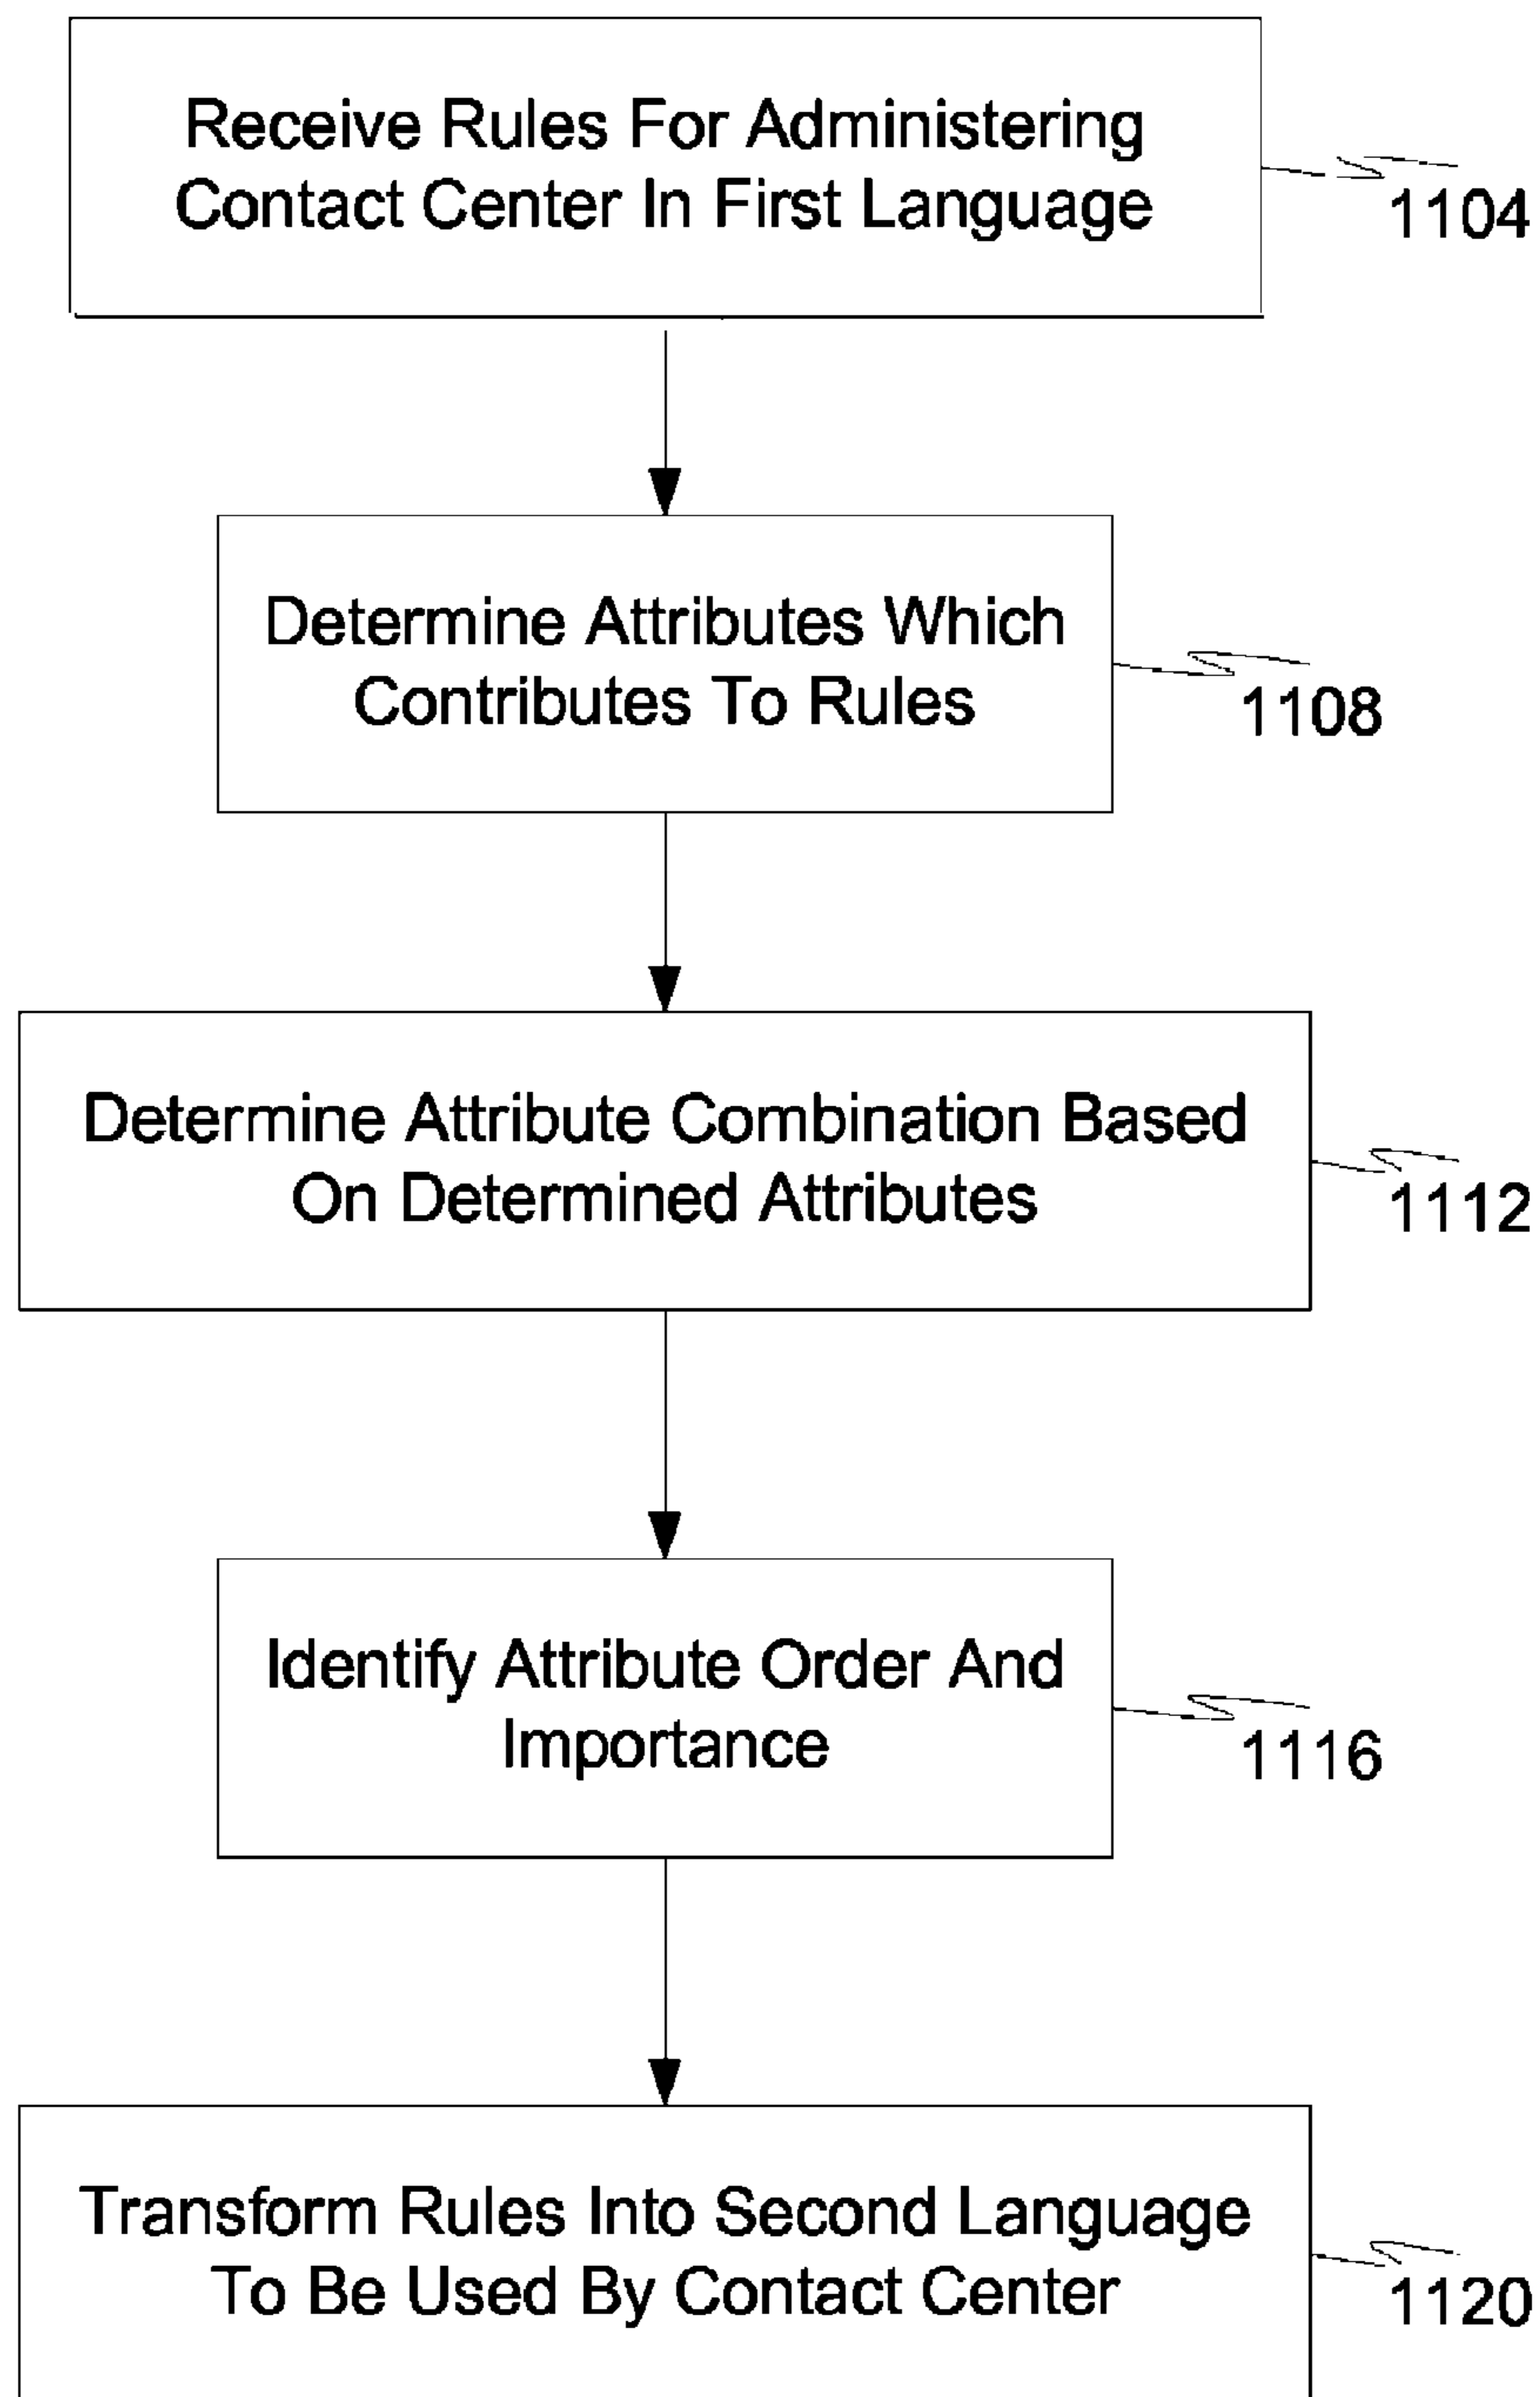 Receive Rules For Administering
Contact Center In First Language
1104
Determine Attributes Which
Contributes To Rules
1108
Determine Attribute Combination Based
On Determined Attributes
1112
Identify Attribute Order And
Importance
1116
Transform Rules Into Second Language
To Be Used By Contact Center
1120